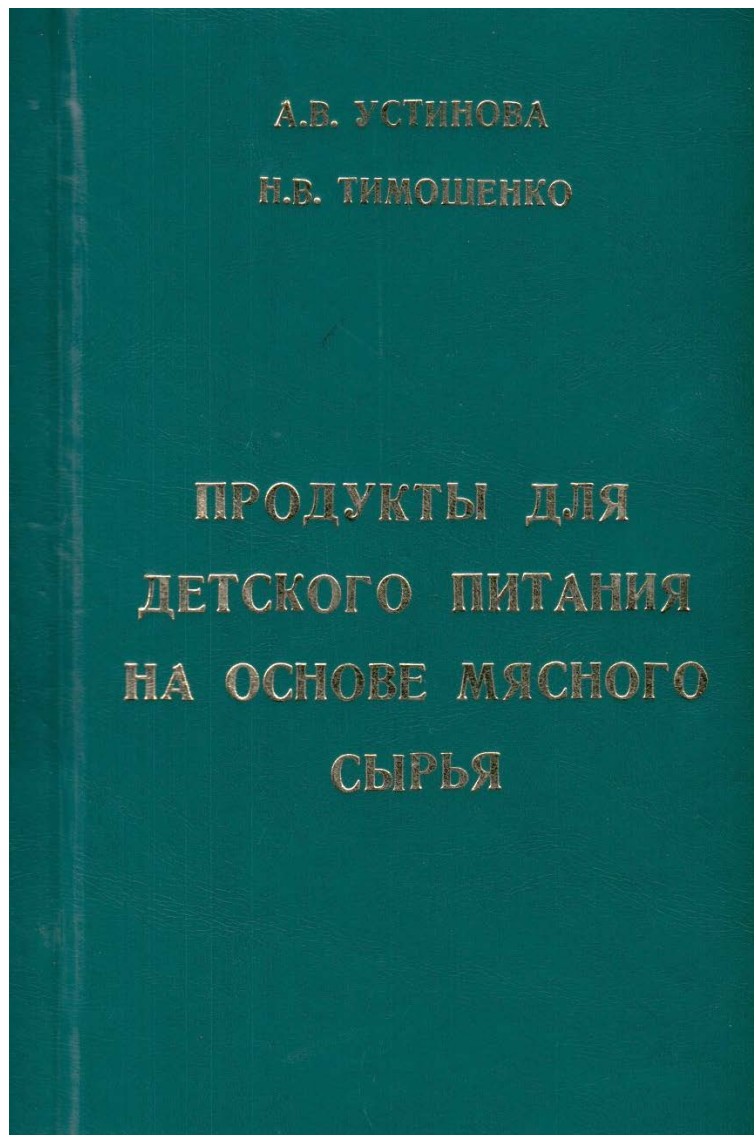 А.В. УСТИНОВА
Н.В. ТИМОШЕНКО
ПРОДУКТЫ ДЛЯ
ДЕТСКОГО ПИТАНИЯ
НА ОСНОВЕ МЯСНОГО
СЫРЬЯ